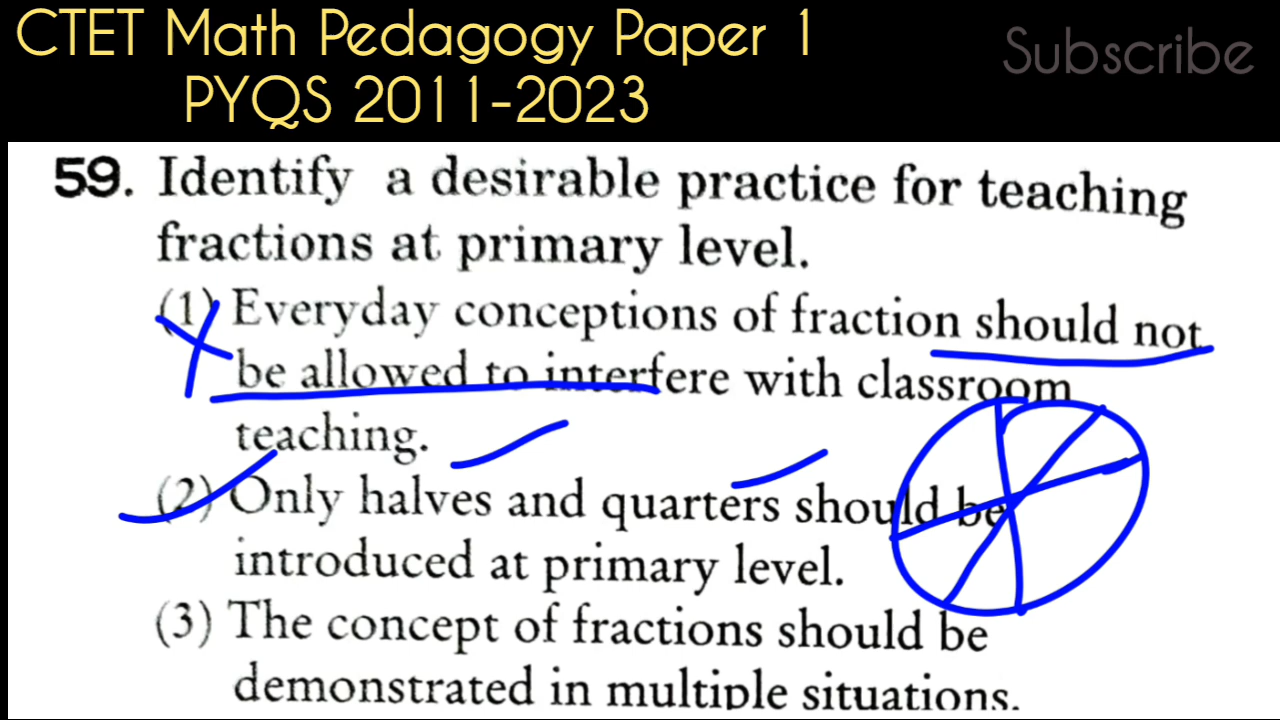 CTET Math Pedagogy Paper 1
PYQS 2011-2023
Subscribe
59. Identify a desirable practice for teaching
fractions at primary level.
(1) Everyday conceptions of fraction should not
be allowed to interfere with classroom
teaching.
(2) Only halves and quarters should be
introduced at primary level.
(3) The concept of fractions should be
demonstrated in multiple situations.